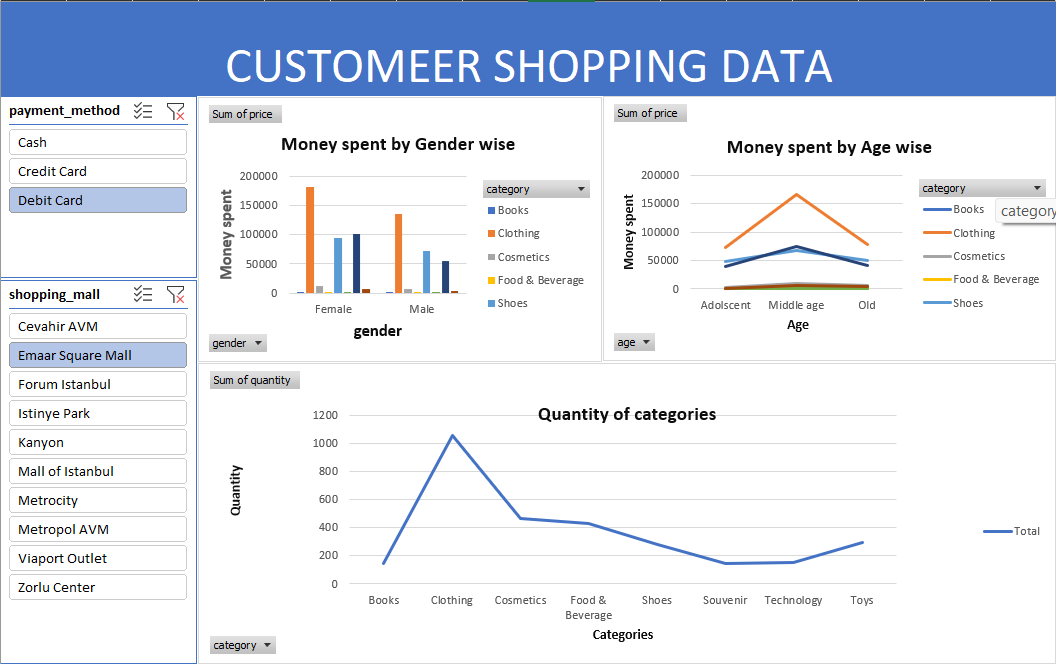 CUSTOMEER SHOPPING DATA
payment_method
Cash
Credit Card
Debit Card
shopping_mall
Cevahir AVM
Emaar Square Mall
Forum Istanbul
Istinye Park
Kanyon
Mall of Istanbul
Metrocity
Metropol AVM
Viaport Outlet
Zorlu Center
Sum of price
Money spent by Gender wise
Money spent
200000
150000
100000
50000
0
Female Male
gender
category
Books
Clothing
Cosmetics
Food & Beverage
Shoes
gender
Sum of price
Money spent by Age wise
Money spent
200000
150000
100000
50000
0
Adolscent Middle age Old
Age
category
Books
category
Clothing
Cosmetics
Food & Beverage
Shoes
age
Sum of quantity
Quantity of categories
Quantity
1200
1000
800
600
400
200
0
Books Clothing Cosmetics Food & Beverage Shoes Souvenir Technology Toys
Categories
Total
category